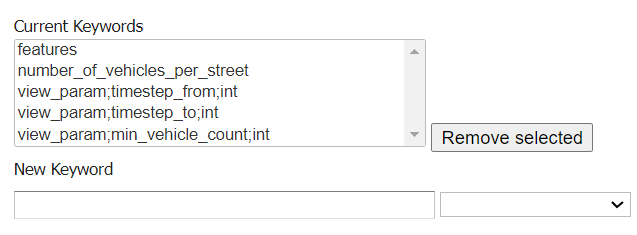 Current Keywords
features
number_of_vehicles_per_street
view_param;timestep_from;int
view_param;timestep_to;int
view_param;min_vehicle_count;int
Remove selected
New Keyword